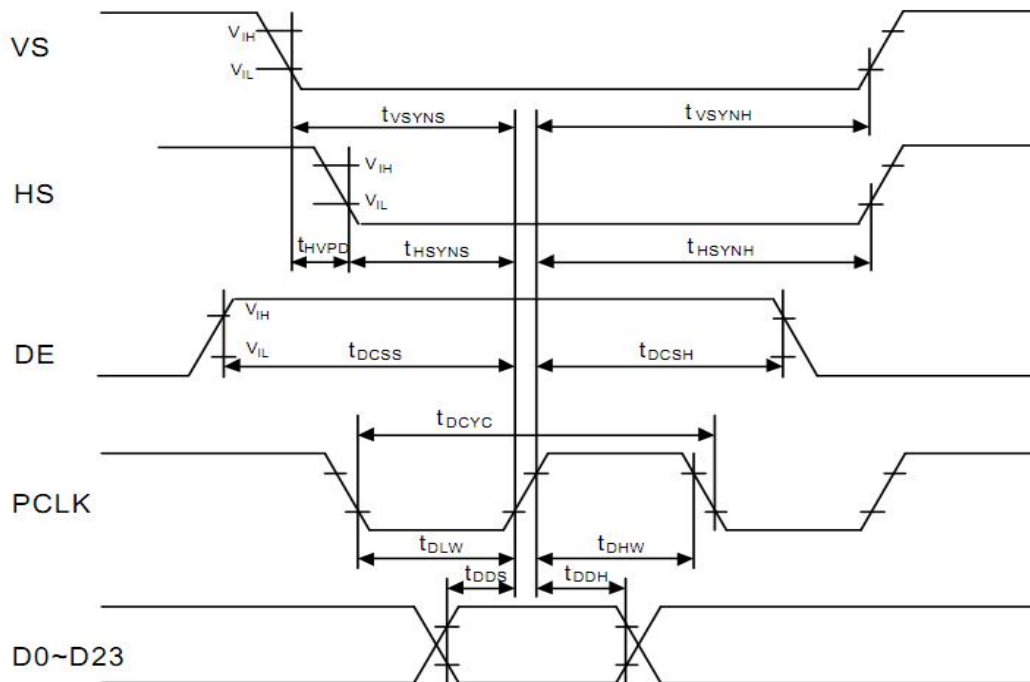 VS
VIH
VIL
tVSYNS
tVSYNH
HS
VIH
VIL
tHVPD
tHSYNS
tHSYNH
DE
VIH
VIL
tDCSS
tDCSH
tDCYC
PCLK
tDLW
tDHW
tDDS
tDDH
D0~D23